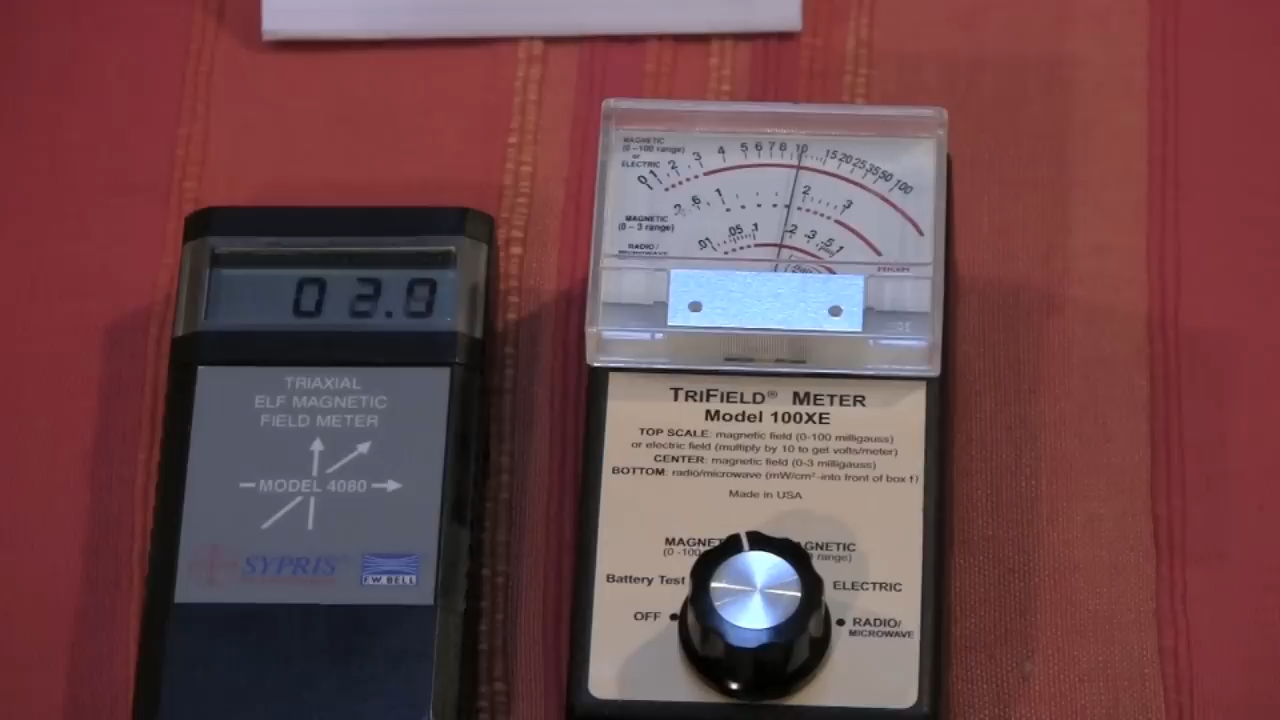 03.8
TRIAXIAL
ELF MAGNETIC
FIELD METER
MODEL 4080
SYPRIS
F.W. BELL
MAGNETIC
(0 – 100 range)
or
ELECTRIC
0 1 2 3 4 5 6 7 8 10 15 20 25 35 50 100
.2 .6 1 2 3
MAGNETIC
(0 – 3 range)
.01 .05 .1 .2 .3 .5 1
RADIO/
MICROWAVE
TRIFIELD® METER
Model 100XE
TOP SCALE: magnetic field (0-100 milligauss)
or electric field (multiply by 10 to get volts/meter)
CENTER: magnetic field (0-3 milligauss)
BOTTOM: radio/microwave (mW/cm²-into front of box ↑)
Made in USA
MAGNET
(0 -100
AGNETIC
range)
Battery Test
ELECTRIC
OFF
RADIO/
MICROWAVE